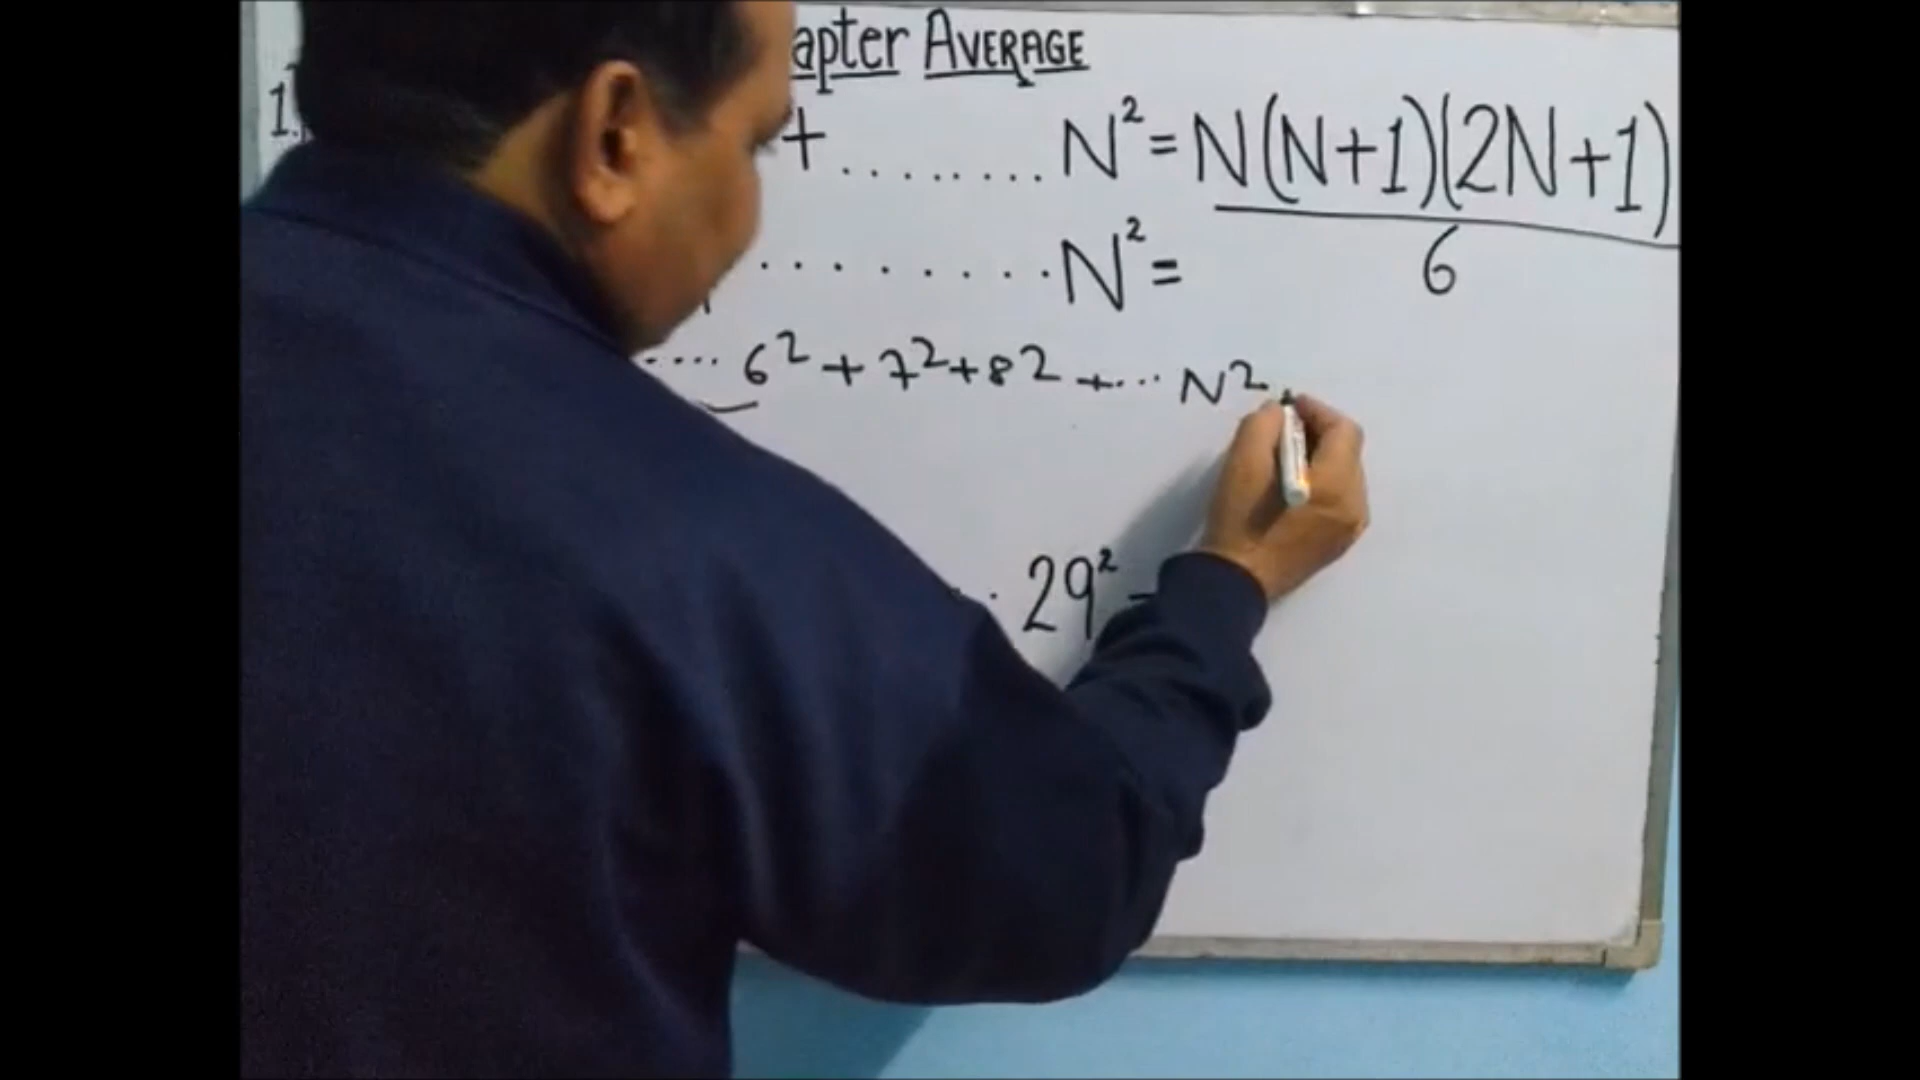 apter AVERAGE
1.
+ ........ N² = N(N+1)(2N+1)
6
......... N² =
.... 6² + 7² + 8² + ... N²
. 29²